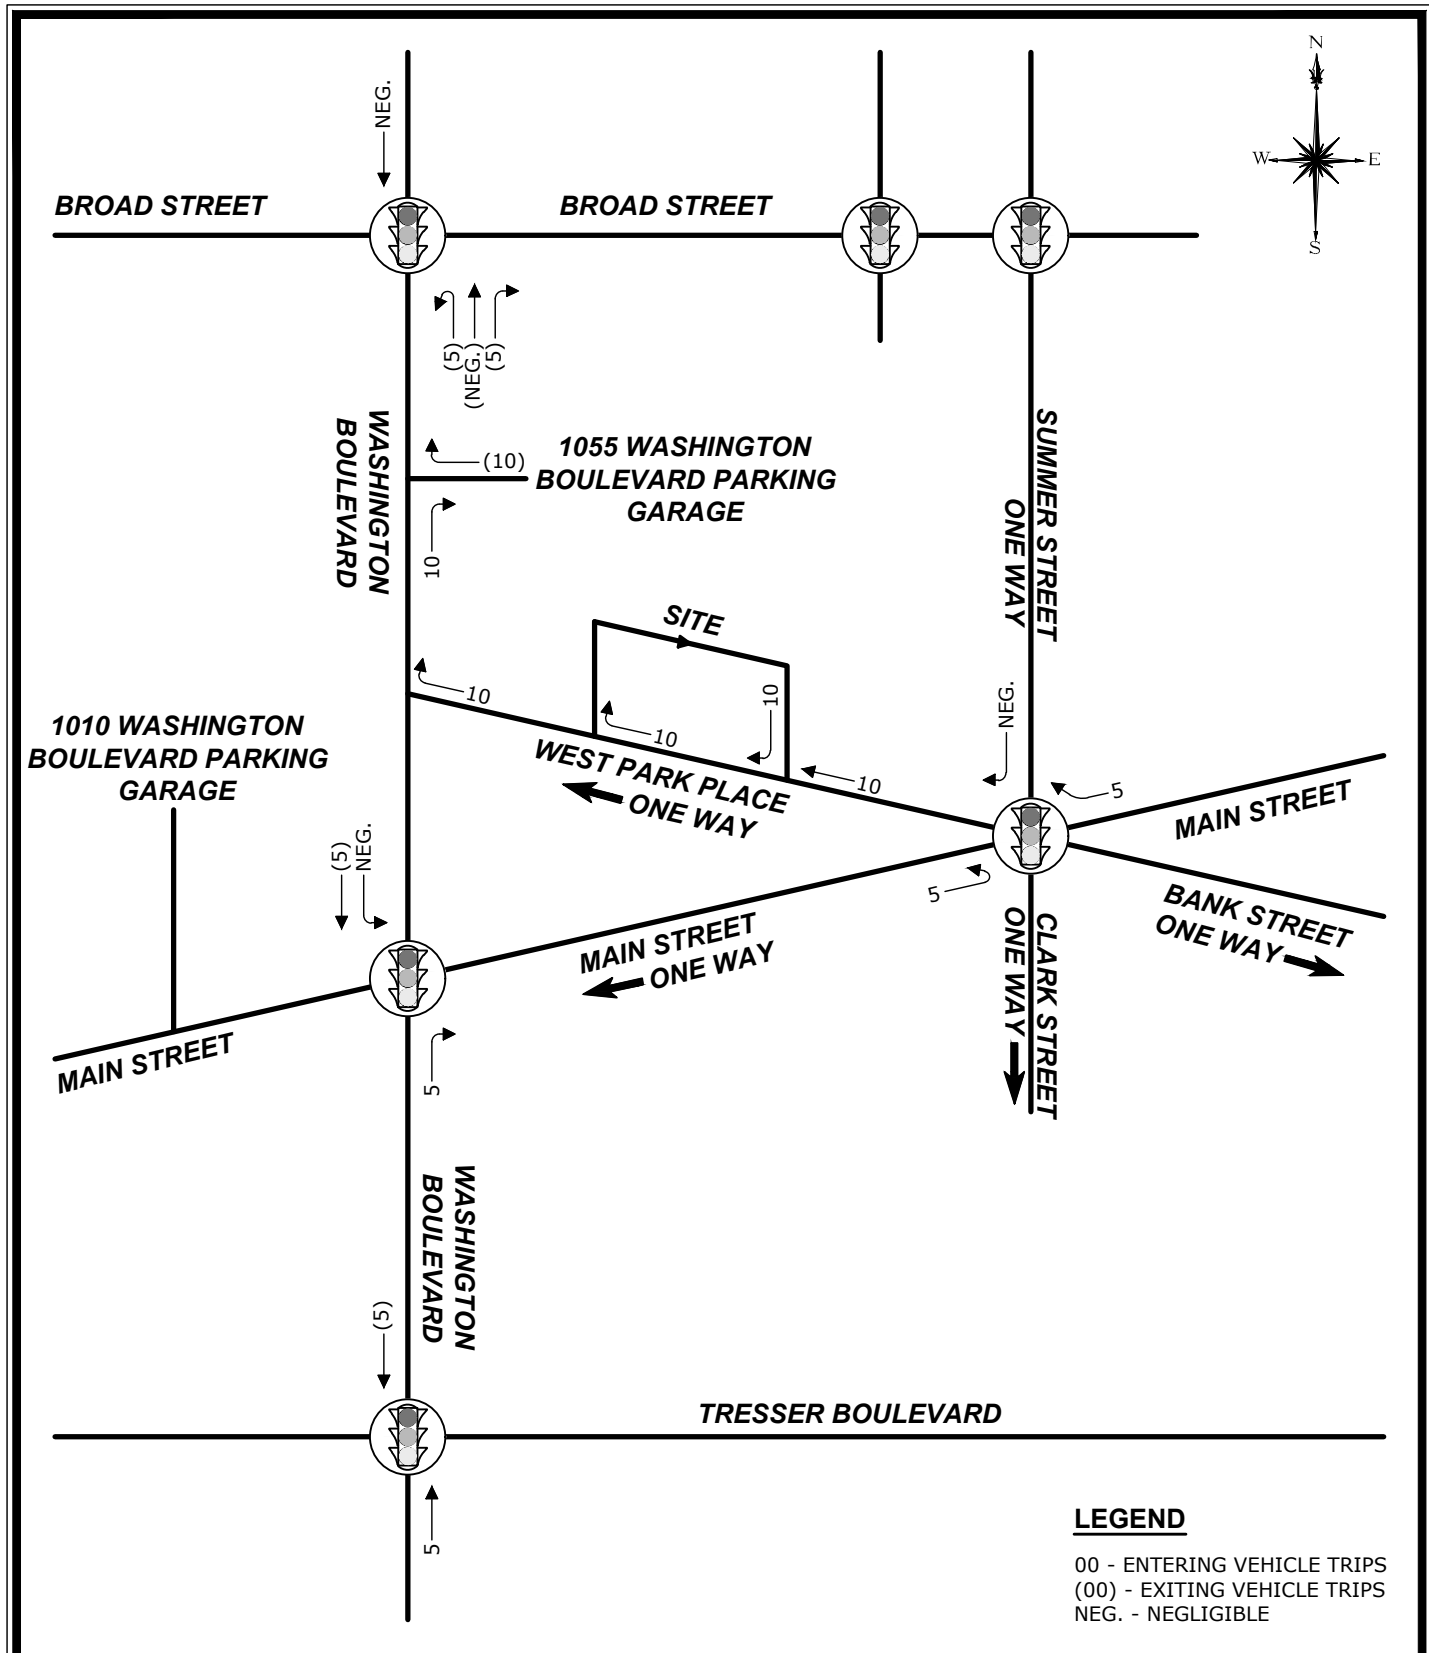 N
W E
S
NEG.
BROAD STREET
BROAD STREET
(5)
(NEG.)
(5)
WASHINGTON
BOULEVARD
(10)
1055 WASHINGTON
BOULEVARD PARKING
GARAGE
10
SUMMER STREET
ONE WAY
SITE
10
10
10
10
WEST PARK PLACE
ONE WAY
NEG.
5
MAIN STREET
1010 WASHINGTON
BOULEVARD PARKING
GARAGE
(5)
NEG.
5
MAIN STREET
ONE WAY
BANK STREET
ONE WAY
CLARK STREET
ONE WAY
MAIN STREET
5
WASHINGTON
BOULEVARD
(5)
TRESSER BOULEVARD
5
LEGEND
00 - ENTERING VEHICLE TRIPS
(00) - EXITING VEHICLE TRIPS
NEG. - NEGLIGIBLE